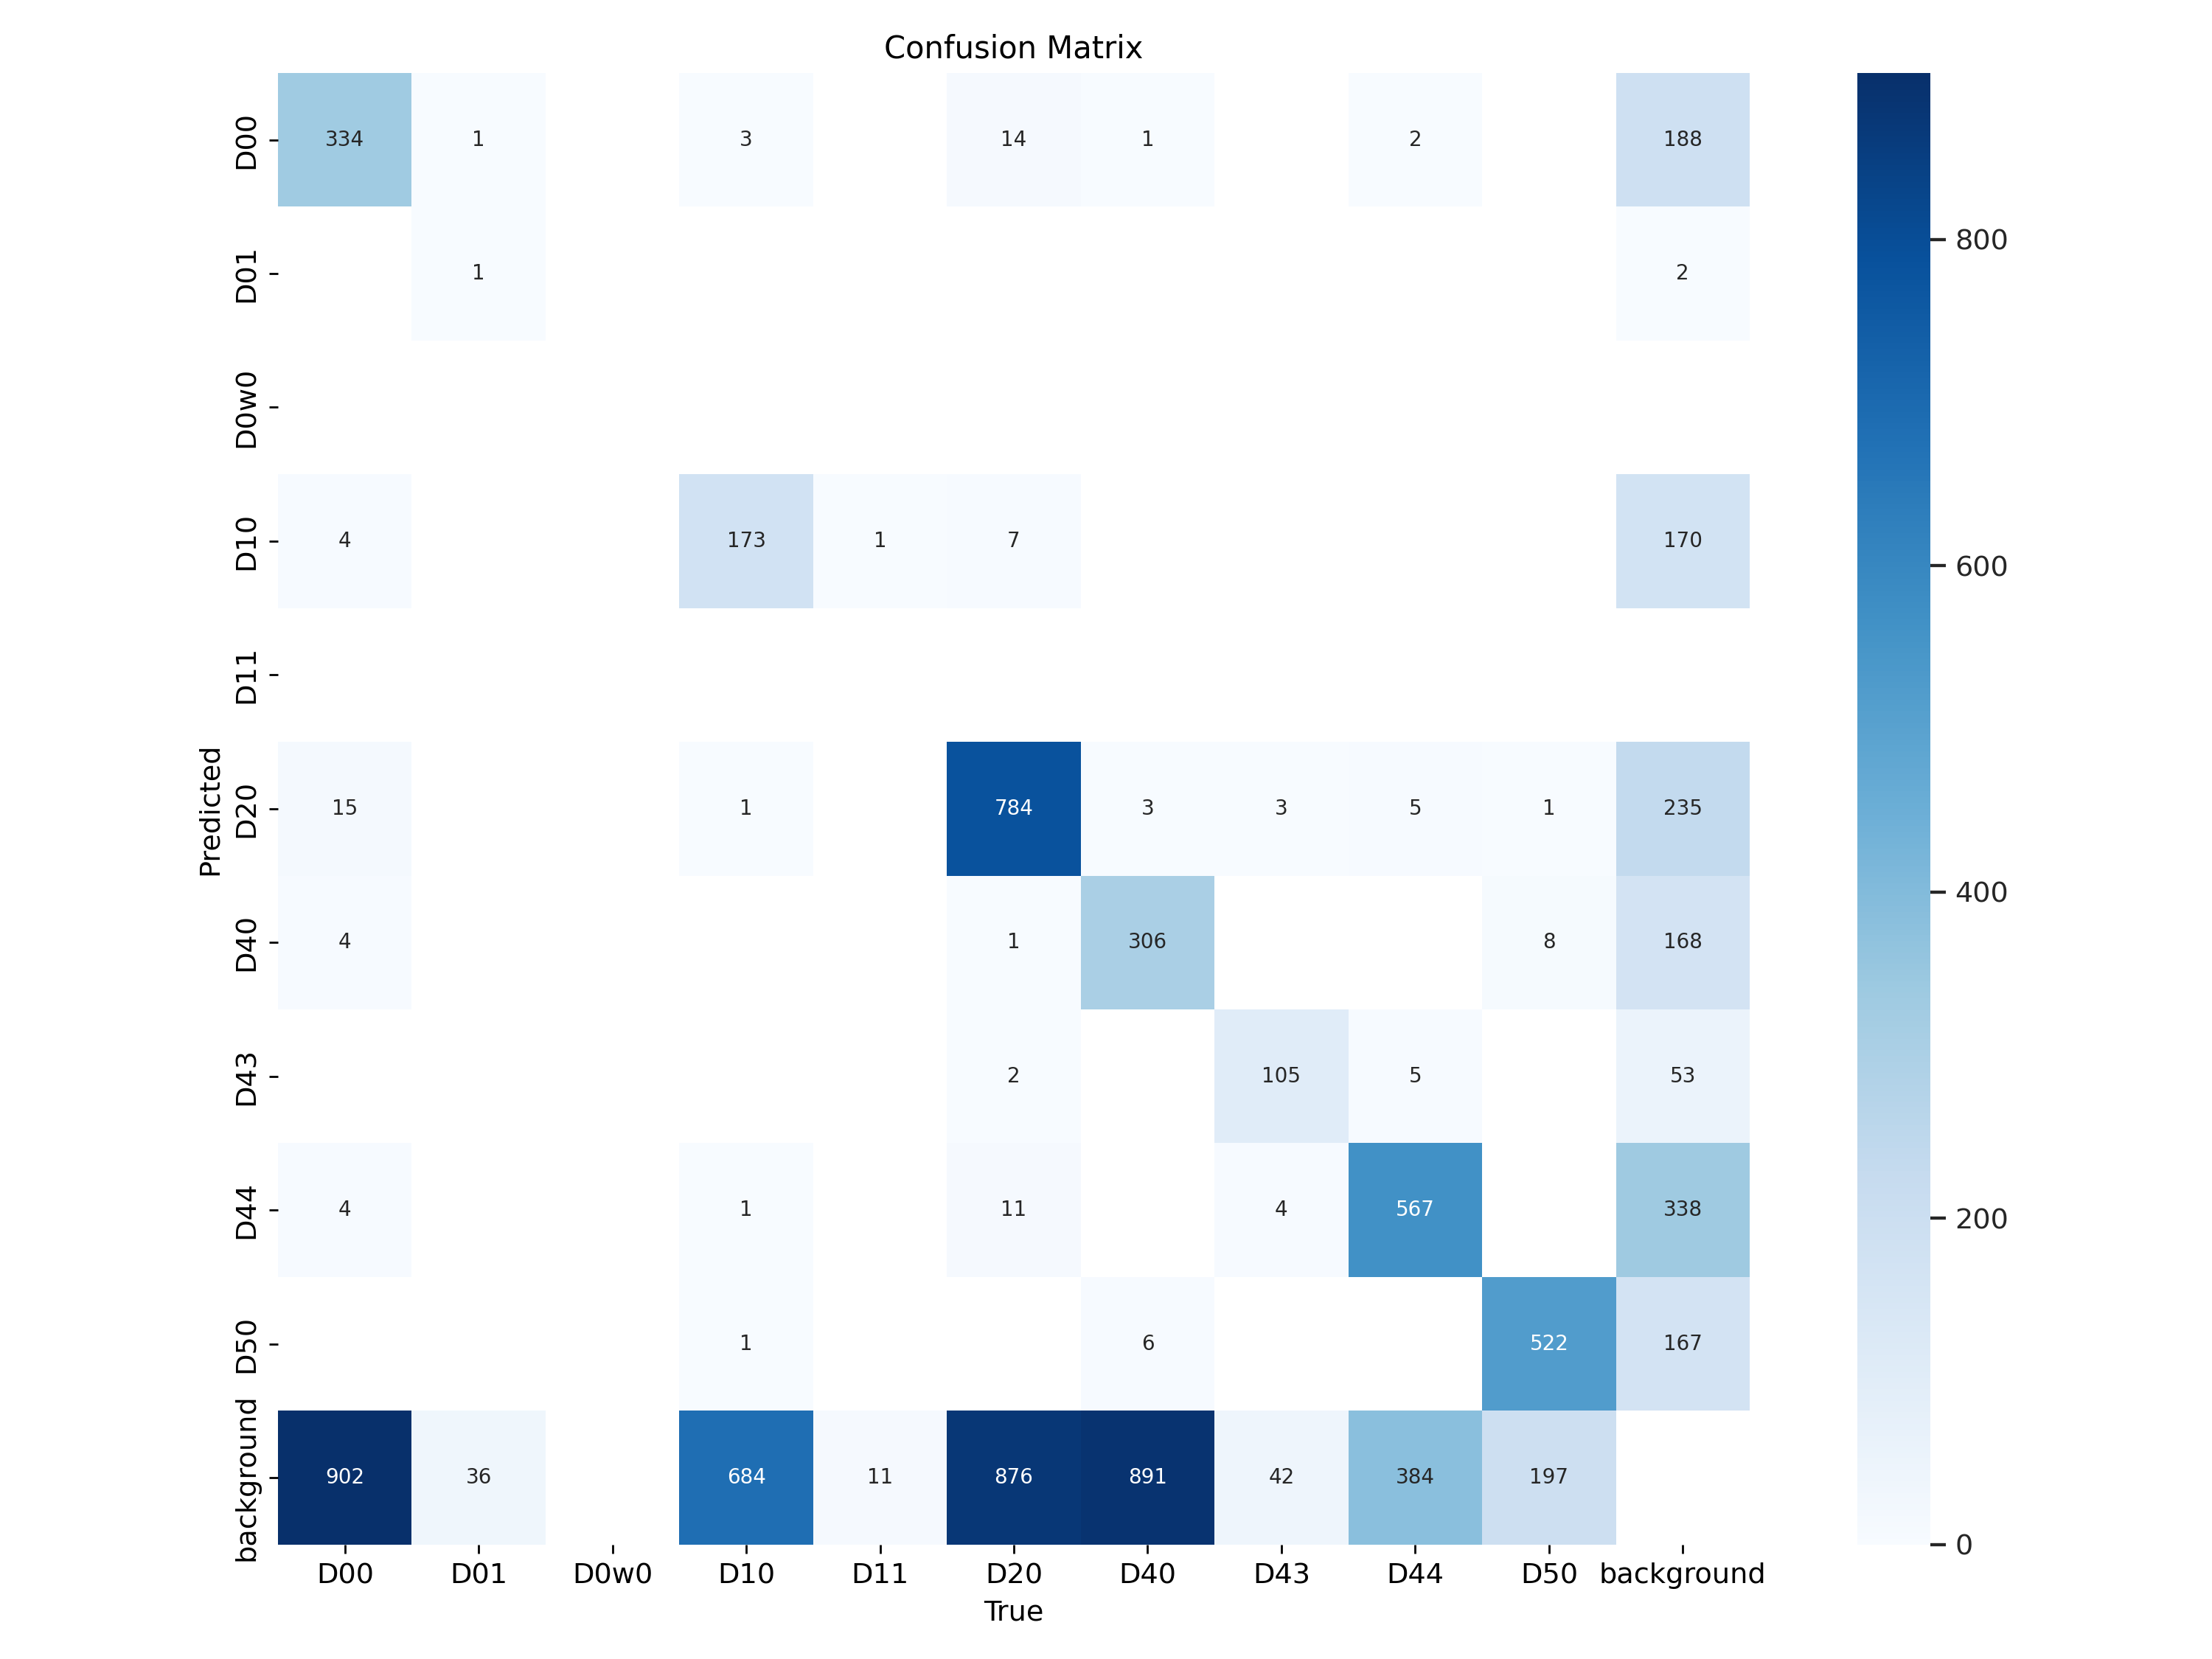 Confusion Matrix
D00 334 1 3 14 1 2 188
D01 1 2
D0w0
D10 4 173 1 7 170
D11
D20 15 1 784 3 3 5 1 235
D40 4 1 306 8 168
D43 2 105 5 53
D44 4 1 11 4 567 338
D50 1 6 522 167
background 902 36 684 11 876 891 42 384 197
D00 D01 D0w0 D10 D11 D20 D40 D43 D44 D50 background
True
Predicted
800
600
400
200
0